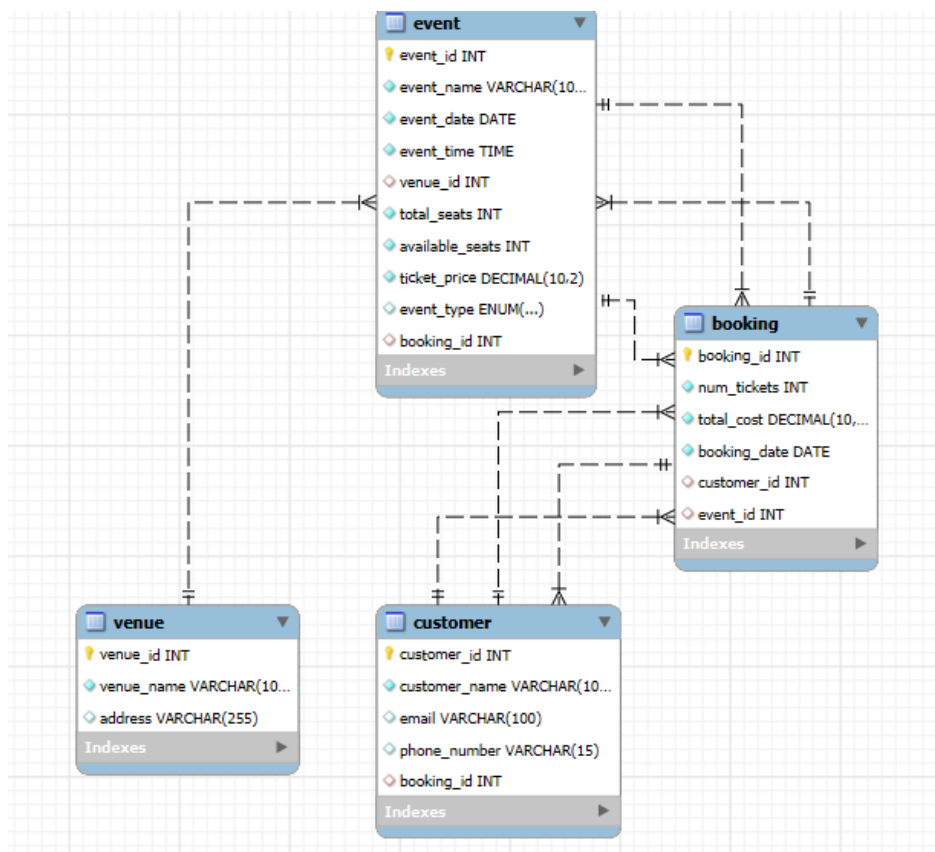 event
event_id INT
event_name VARCHAR(10...
event_date DATE
event_time TIME
venue_id INT
total_seats INT
available_seats INT
ticket_price DECIMAL(10,2)
event_type ENUM(...)
booking_id INT
Indexes
booking
booking_id INT
num_tickets INT
total_cost DECIMAL(10,...
booking_date DATE
customer_id INT
event_id INT
Indexes
venue
venue_id INT
venue_name VARCHAR(10...
address VARCHAR(255)
Indexes
customer
customer_id INT
customer_name VARCHAR(10...
email VARCHAR(100)
phone_number VARCHAR(15)
booking_id INT
Indexes